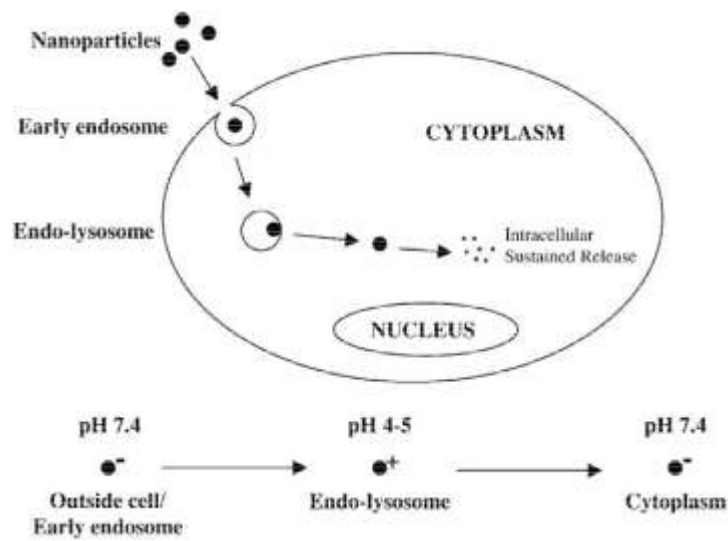 Nanoparticles
Early endosome
CYTOPLASM
Endo-lysosome
Intracellular
Sustained Release
NUCLEUS
pH 7.4
pH 4-5
pH 7.4
-
+
-
Outside cell/
Early endosome
Endo-lysosome
Cytoplasm